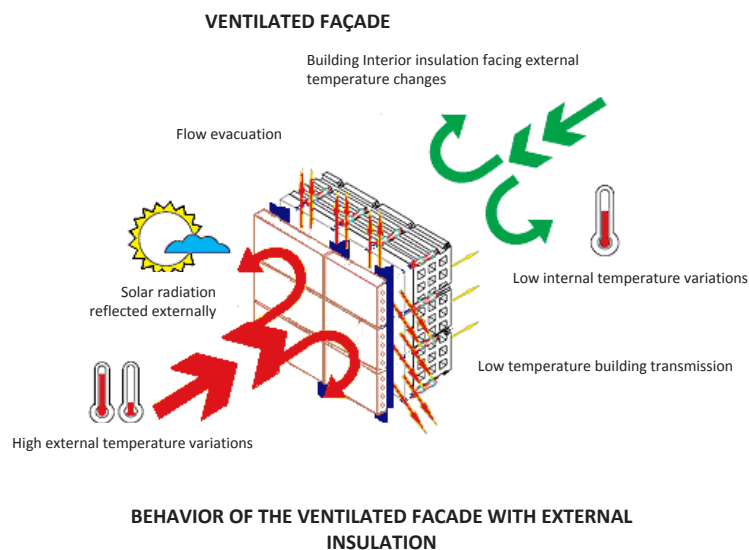 VENTILATED FAÇADE
Building Interior insulation facing external
temperature changes
Flow evacuation
Solar radiation
reflected externally
Low internal temperature variations
Low temperature building transmission
High external temperature variations
BEHAVIOR OF THE VENTILATED FACADE WITH EXTERNAL
INSULATION